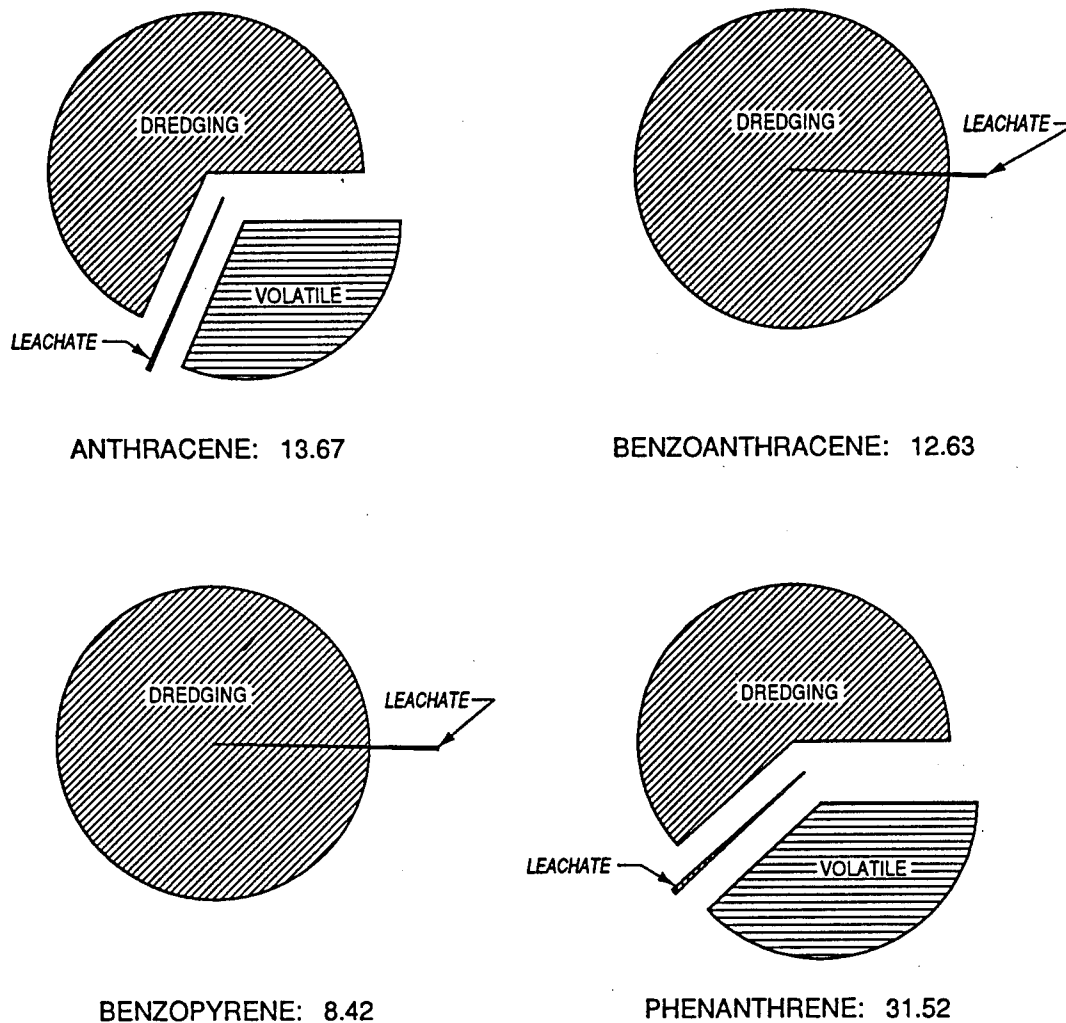 DREDGING
LEACHATE
VOLATILE
ANTHRACENE: 13.67
DREDGING
LEACHATE
BENZOANTHRACENE: 12.63
DREDGING
LEACHATE
BENZOPYRENE: 8.42
DREDGING
LEACHATE
VOLATILE
PHENANTHRENE: 31.52